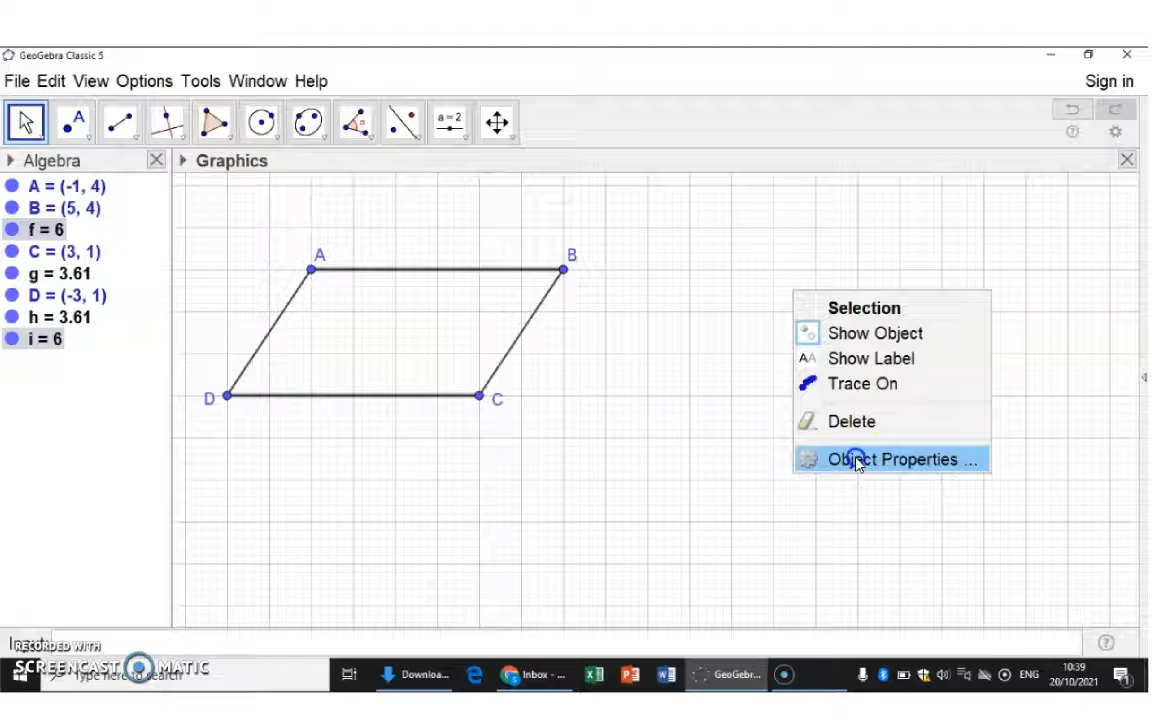 GeoGebra Classic 5
File Edit View Options Tools Window Help
Sign in
A
a = 2
Algebra
Graphics
A = (-1, 4)
B = (5, 4)
f = 6
C = (3, 1)
g = 3.61
D = (-3, 1)
h = 3.61
i = 6
A
B
D
C
Selection
Show Object
AA Show Label
Trace On
Delete
Object Properties ...
RECORDED WITH
SCREENCAST MATIC
Type here to search
Downloa...
Inbox - ...
GeoGebr...
ENG
10:39
20/10/2021
1